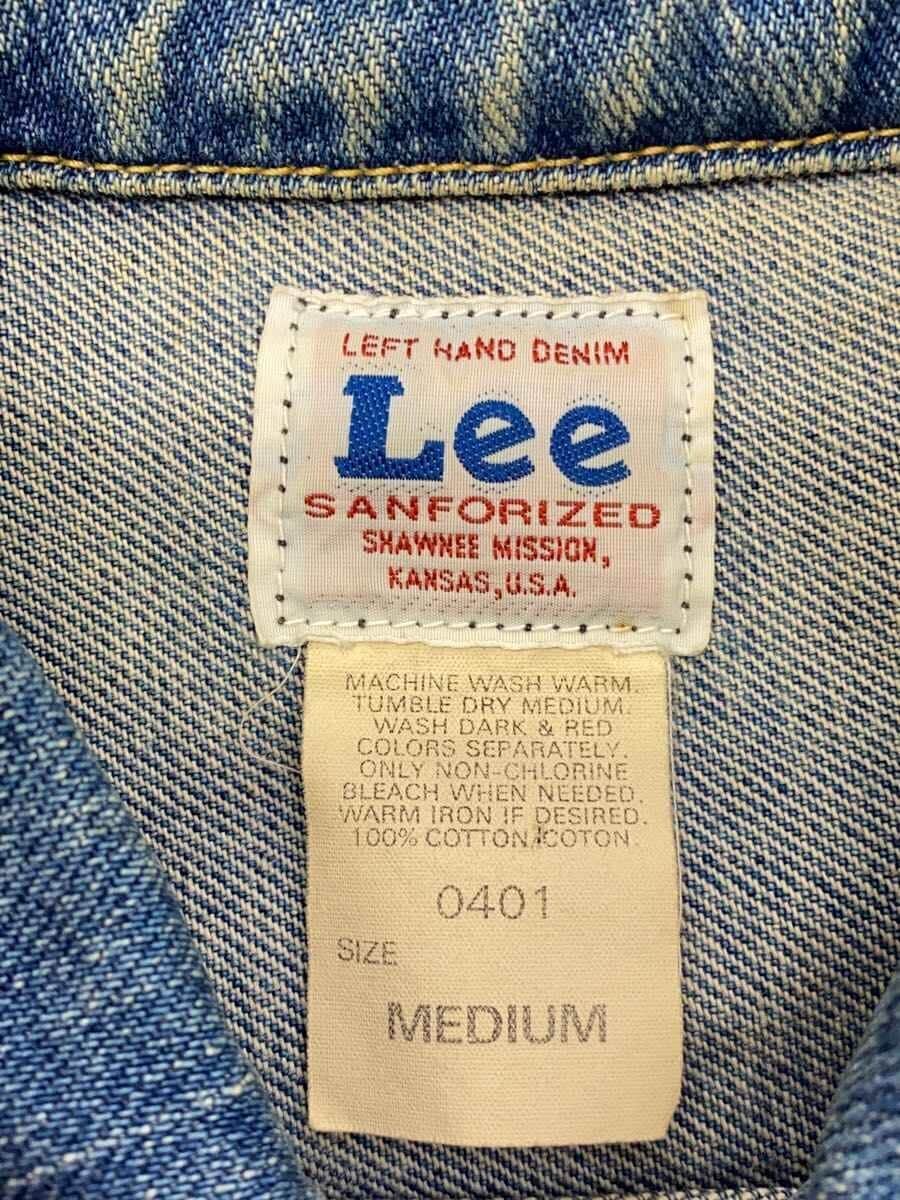 LEFT HAND DENIM
Lee
SANFORIZED
SHAWNEE MISSION,
KANSAS, U.S.A.
MACHINE WASH WARM.
TUMBLE DRY MEDIUM.
WASH DARK & RED
COLORS SEPARATELY.
ONLY NON-CHLORINE
BLEACH WHEN NEEDED.
WARM IRON IF DESIRED.
100% COTTON/COTON.
0401
SIZE
MEDIUM